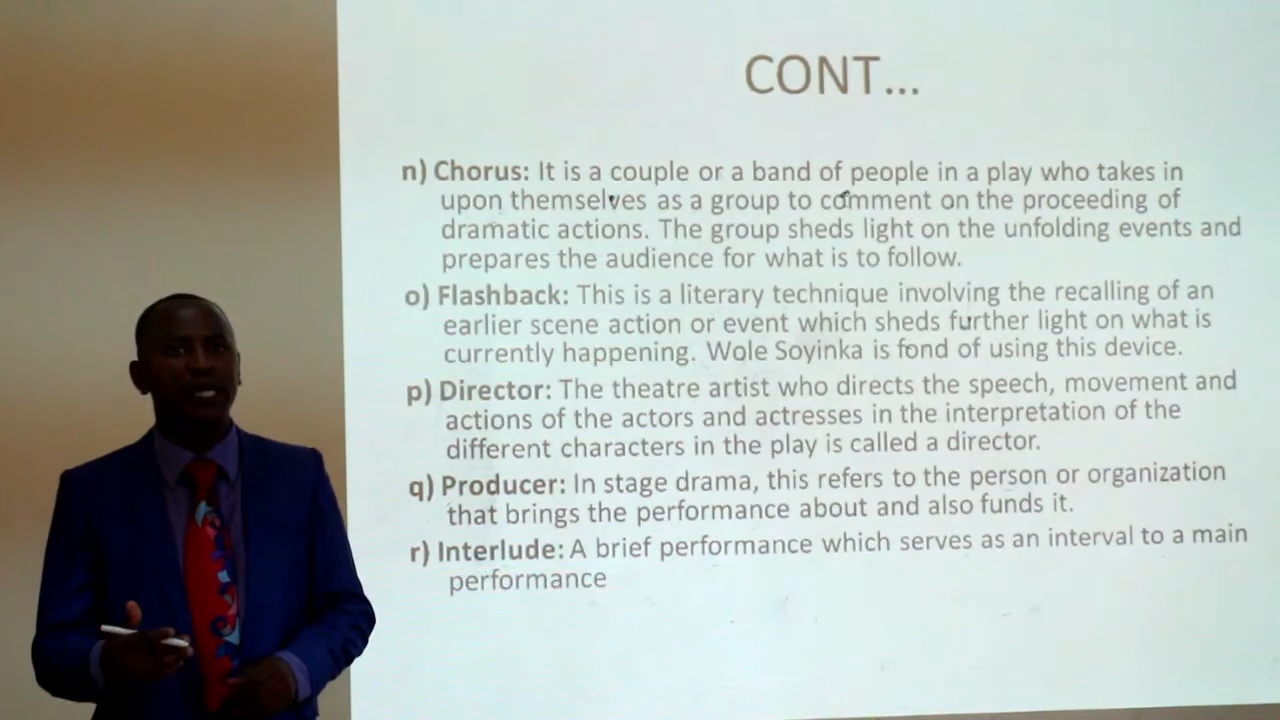 CONT...
n) Chorus: It is a couple or a band of people in a play who takes in
upon themselves as a group to comment on the proceeding of
dramatic actions. The group sheds light on the unfolding events and
prepares the audience for what is to follow.
o) Flashback: This is a literary technique involving the recalling of an
earlier scene action or event which sheds further light on what is
currently happening. Wole Soyinka is fond of using this device.
p) Director: The theatre artist who directs the speech, movement and
actions of the actors and actresses in the interpretation of the
different characters in the play is called a director.
q) Producer: In stage drama, this refers to the person or organization
that brings the performance about and also funds it.
r) Interlude: A brief performance which serves as an interval to a main
performance